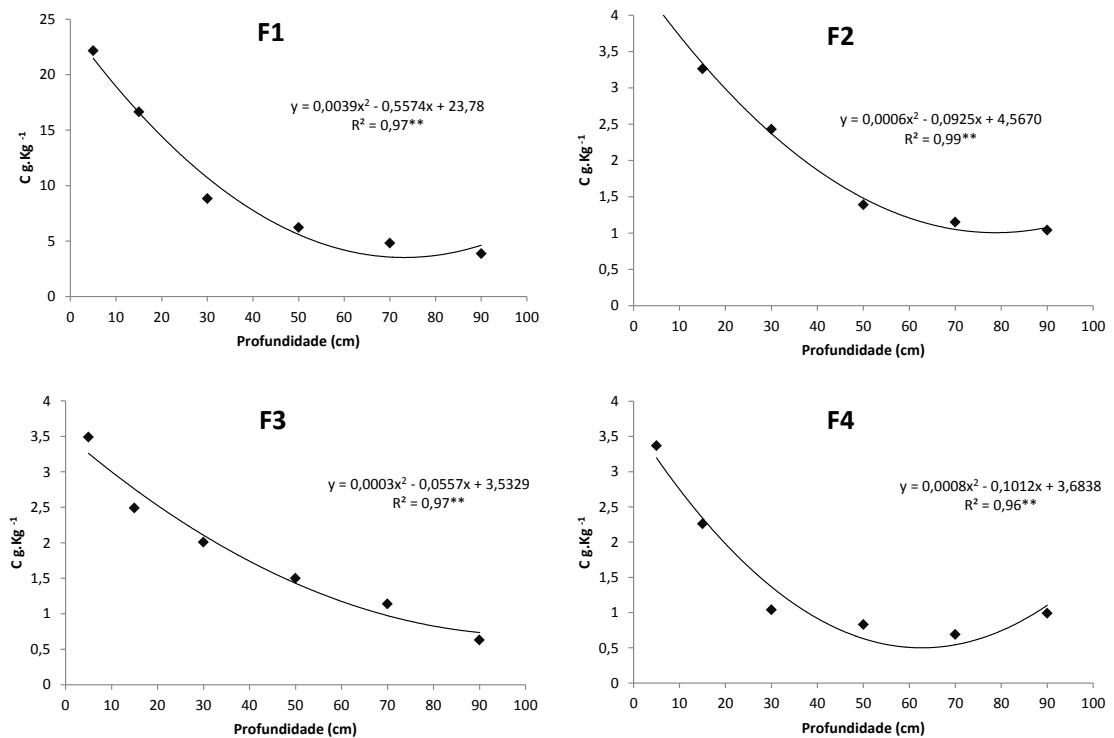 F1
25
20
15
10
5
0
C g.Kg -1
y = 0,0039x² - 0,5574x + 23,78
R² = 0,97**
0 10 20 30 40 50 60 70 80 90 100
Profundidade (cm)
F2
4
3,5
3
2,5
2
1,5
1
0,5
0
C g.Kg -1
y = 0,0006x² - 0,0925x + 4,5670
R² = 0,99**
0 10 20 30 40 50 60 70 80 90 100
Profundidade (cm)
F3
4
3,5
3
2,5
2
1,5
1
0,5
0
C g.Kg -1
y = 0,0003x² - 0,0557x + 3,5329
R² = 0,97**
0 10 20 30 40 50 60 70 80 90 100
Profundidade (cm)
F4
4
3,5
3
2,5
2
1,5
1
0,5
0
C g.Kg -1
y = 0,0008x² - 0,1012x + 3,6838
R² = 0,96**
0 10 20 30 40 50 60 70 80 90 100
Profundidade (cm)